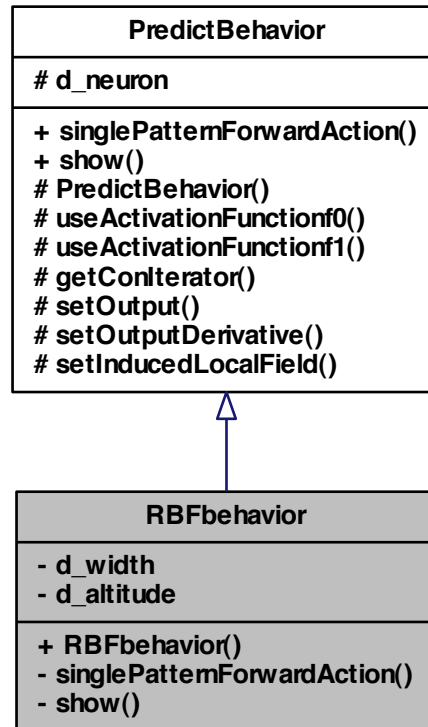 PredictBehavior
# d_neuron
+ singlePatternForwardAction()
+ show()
# PredictBehavior()
# useActivationFunctionf0()
# useActivationFunctionf1()
# getConIterator()
# setOutput()
# setOutputDerivative()
# setInducedLocalField()
RBFbehavior
- d_width
- d_altitude
+ RBFbehavior()
- singlePatternForwardAction()
- show()